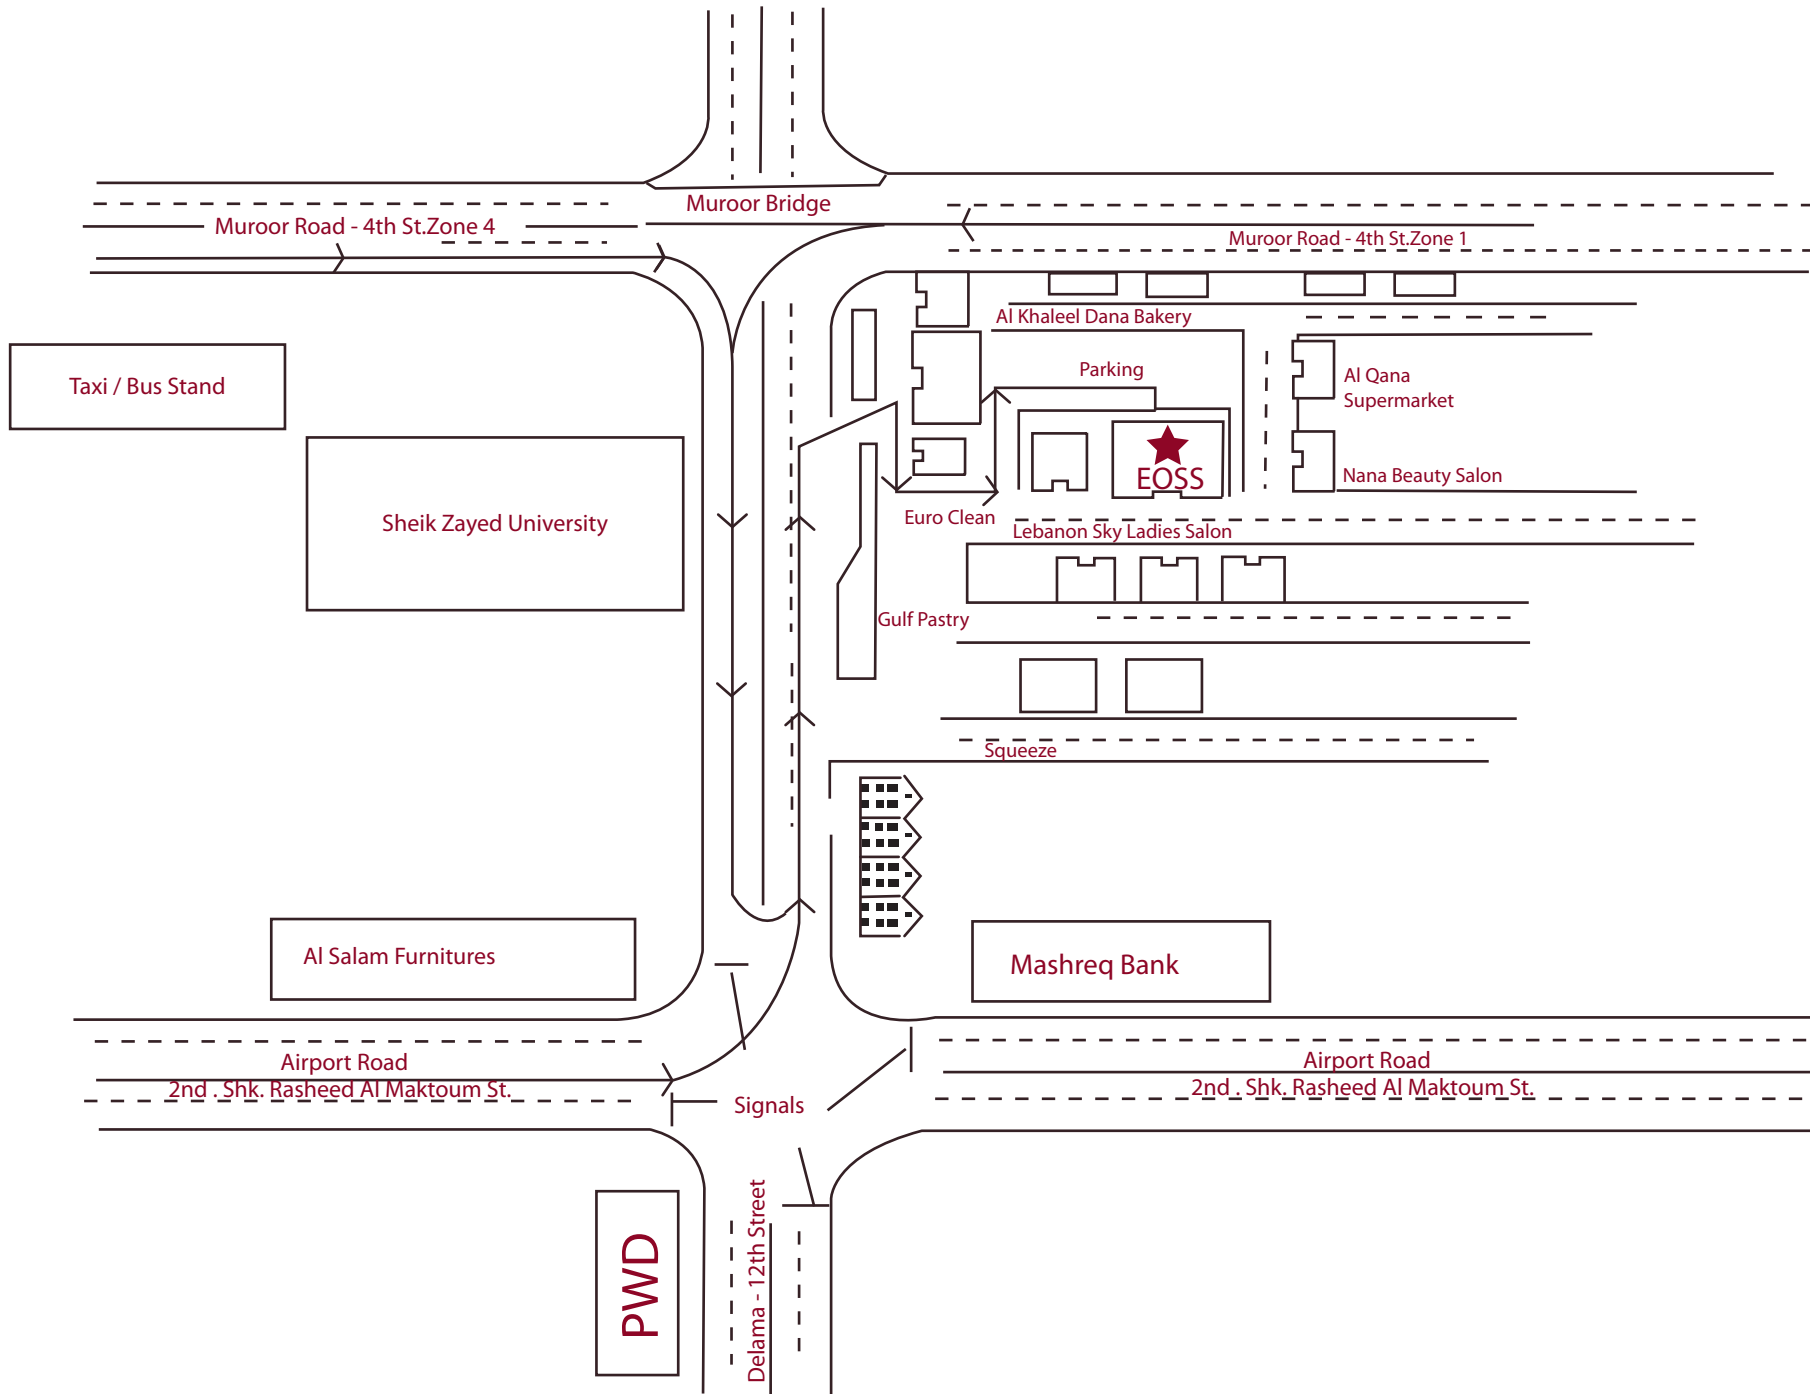 Muroor Bridge
Muroor Road - 4th St.Zone 4
Muroor Road - 4th St.Zone 1
Al Khaleel Dana Bakery
Taxi / Bus Stand
Parking
Al Qana
Supermarket
EOSS
Nana Beauty Salon
Sheik Zayed University
Euro Clean
Lebanon Sky Ladies Salon
Gulf Pastry
Squeeze
Al Salam Furnitures
Mashreq Bank
Airport Road
2nd . Shk. Rasheed Al Maktoum St.
Airport Road
2nd . Shk. Rasheed Al Maktoum St.
Signals
PWD
Delama - 12th Street